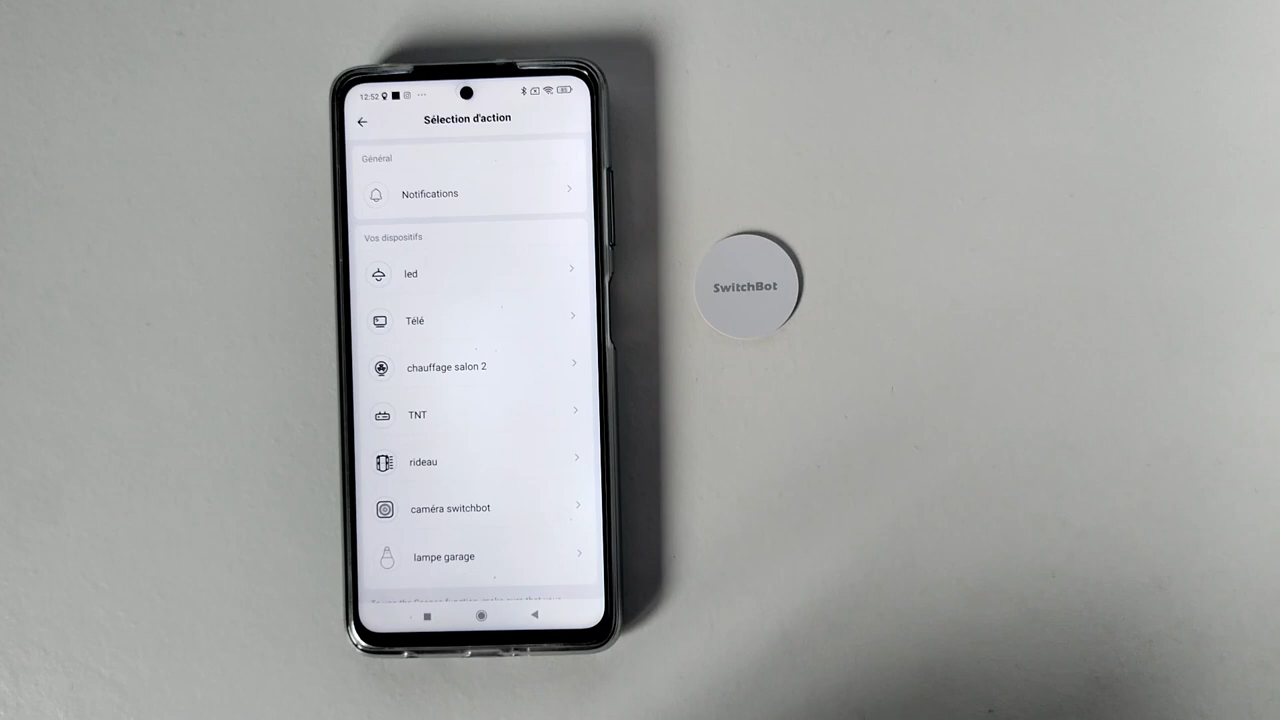 12:52
Sélection d'action
Général
Notifications
Vos dispositifs
led
Télé
chauffage salon 2
TNT
rideau
caméra switchbot
lampe garage
SwitchBot